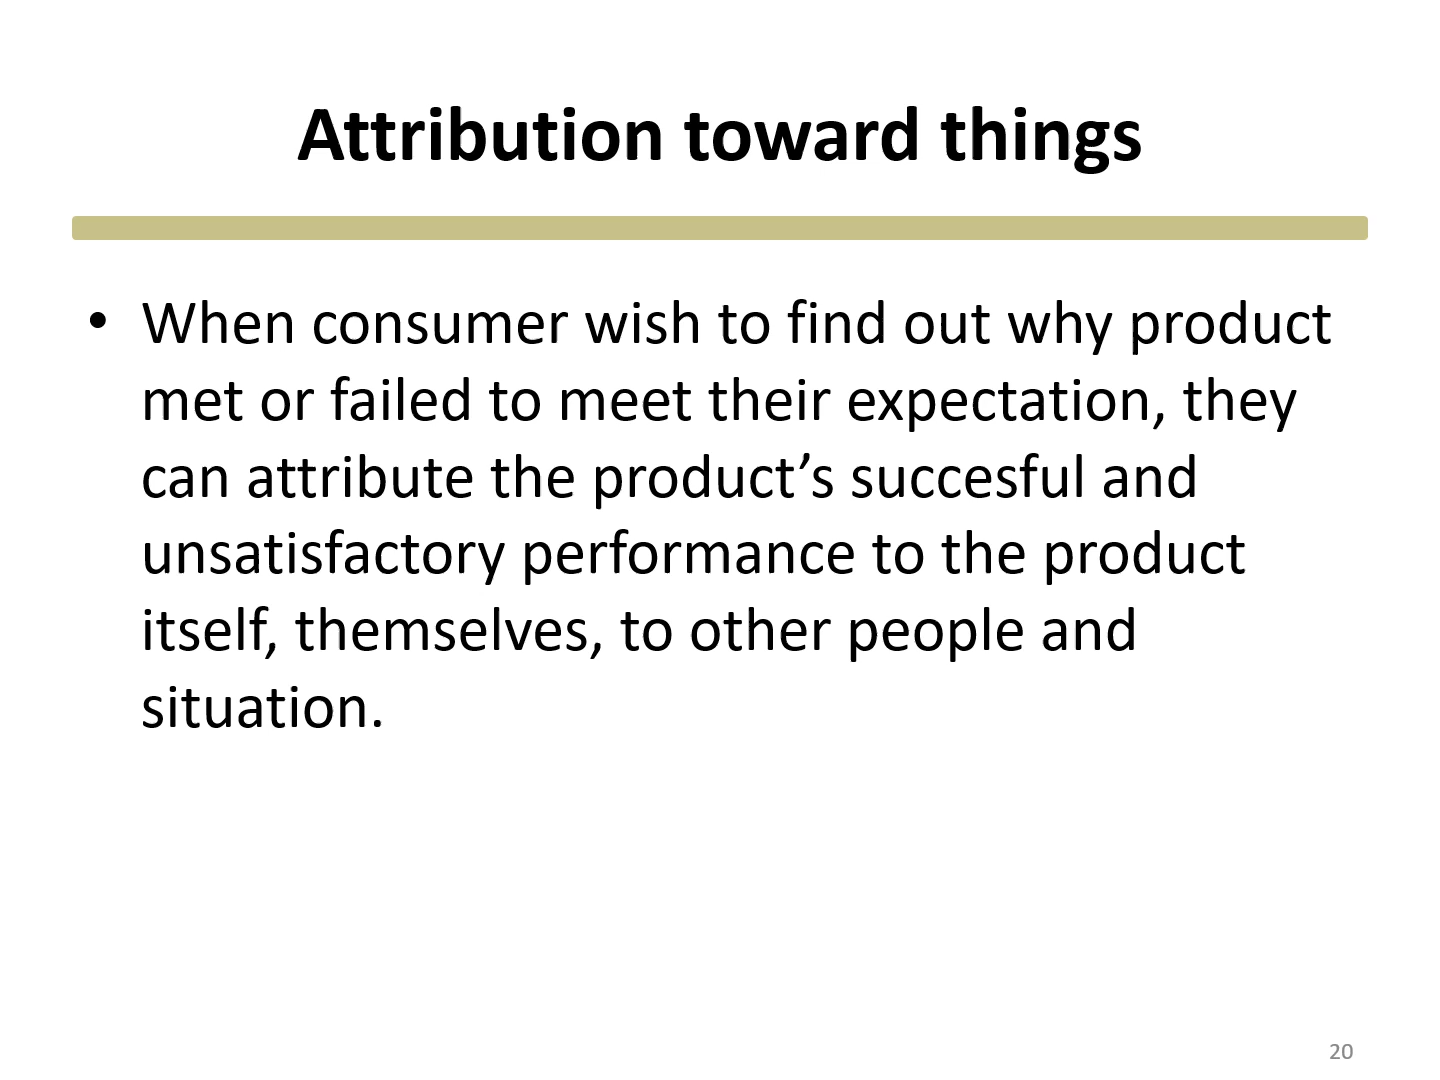 Attribution toward things
• When consumer wish to find out why product
met or failed to meet their expectation, they
can attribute the product’s succesful and
unsatisfactory performance to the product
itself, themselves, to other people and
situation.
20